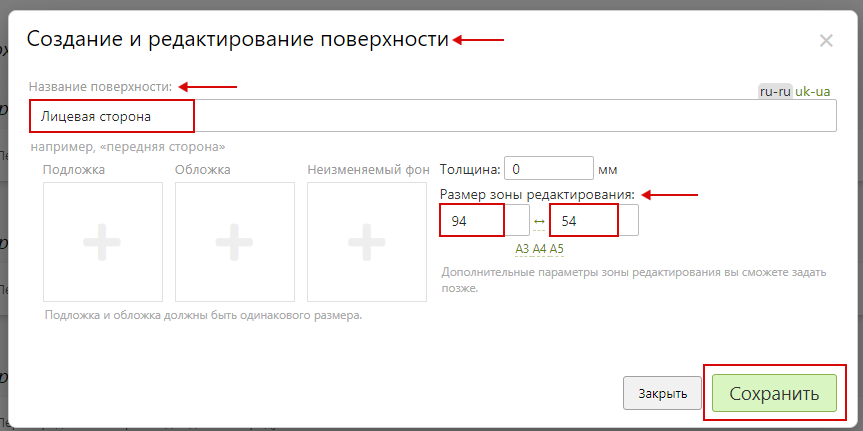 Создание и редактирование поверхности
Название поверхности:
ru-ru uk-ua
Лицевая сторона
например, «передняя сторона»
Подложка Обложка Неизменяемый фон Толщина: 0 мм
Размер зоны редактирования:
94 ↔ 54
A3 A4 A5
Дополнительные параметры зоны редактирования вы сможете задать
позже.
Подложка и обложка должны быть одинакового размера.
Закрыть Сохранить